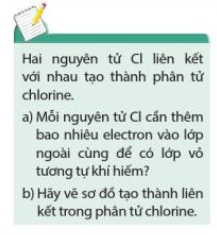 Hai nguyên tử Cl liên kết
với nhau tạo thành phân tử
chlorine.
a) Mỗi nguyên tử Cl cần thêm
bao nhiêu electron vào lớp
ngoài cùng để có lớp vỏ
tương tự khí hiếm?
b) Hãy vẽ sơ đồ tạo thành liên
kết trong phân tử chlorine.